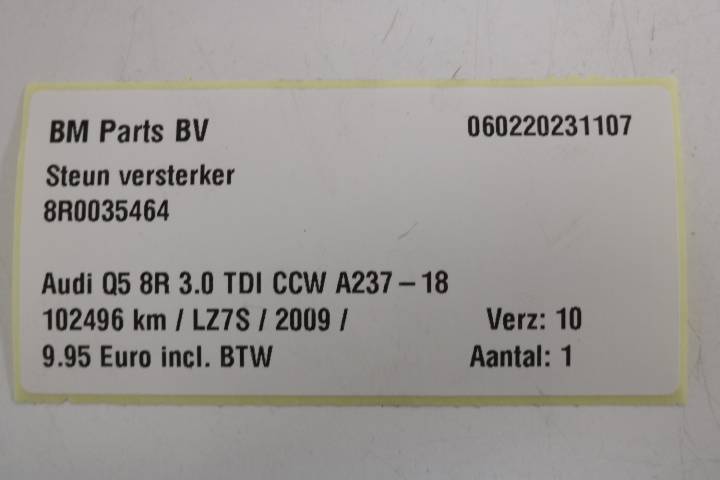 BM Parts BV 060220231107
Steun versterker
8R0035464
Audi Q5 8R 3.0 TDI CCW A237-18
102496 km / LZ7S / 2009 / Verz: 10
9.95 Euro incl. BTW Aantal: 1